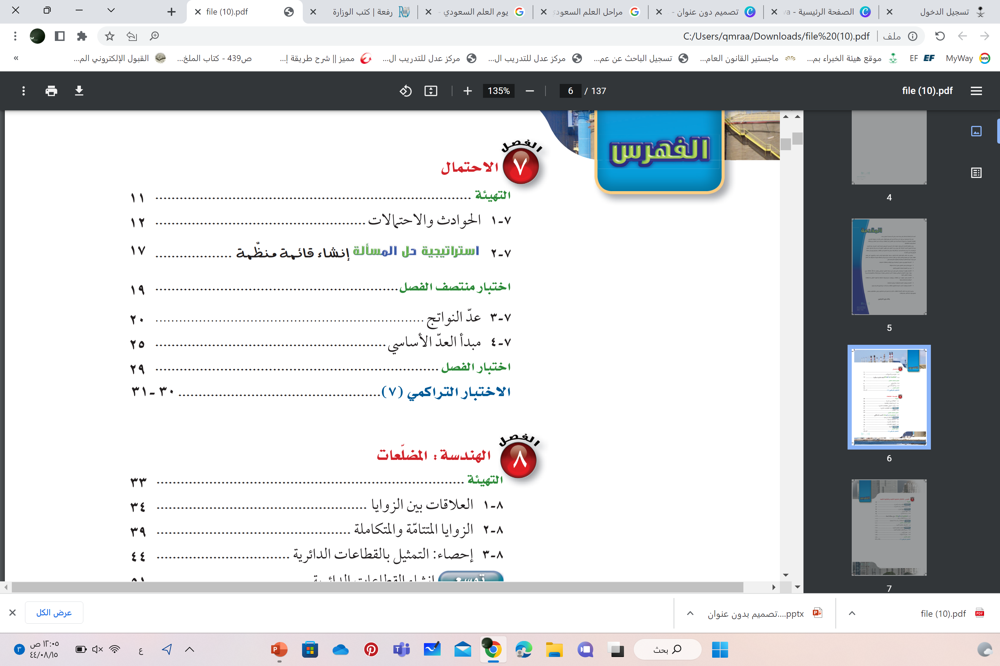 تسجيل الدخول
الصفحة الرئيسية - va
تصميم دون عنوان -
مراحل العلم السعودي
يوم العلم السعودي -
رفعة | كتب الوزارة
file (10).pdf
ملف
C:/Users/qmraa/Downloads/file%20(10).pdf
MyWay
EF
موقع هيئة الخبراء بم...
ماجستير القانون العام...
تسجيل الباحث عن عم...
مركز عدل للتدريب ال...
مركز عدل للتدريب ال...
مميز || شرح طريقة إ...
ص439 - كتاب الملخ...
القبول الإلكتروني الم...
»
file (10).pdf
6 / 137
135%
الفهرس
الفصل ٧
الاحتمال
التهيئة ........ ١١
٧-١ الحوادث والاحتمالات ........ ١٢
٧-٢ استراتيجية حل المسألة إنشاء قائمة منظّمة ........ ١٧
اختبار منتصف الفصل ........ ١٩
٧-٣ عدّ النواتج ........ ٢٠
٧-٤ مبدأ العدّ الأساسي ........ ٢٥
اختبار الفصل ........ ٢٩
الاختبار التراكمي (٧) ........ ٣٠-٣١
الفصل ٨
الهندسة : المضلّعات
التهيئة ........ ٣٣
٨-١ العلاقات بين الزوايا ........ ٣٤
٨-٢ الزوايا المتتامّة والمتكاملة ........ ٣٩
٨-٣ إحصاء: التمثيل بالقطاعات الدائرية ........ ٤٤
توسع إنشاء القطاعات الدائرية ٥١
4
المقدمة
5
6
7
file (10).pdf
تصميم بدون عنوان....pptx
عرض الكل
بحث
ع
١٢:٠٥ ص
٤٤/٠٨/١٥
٣